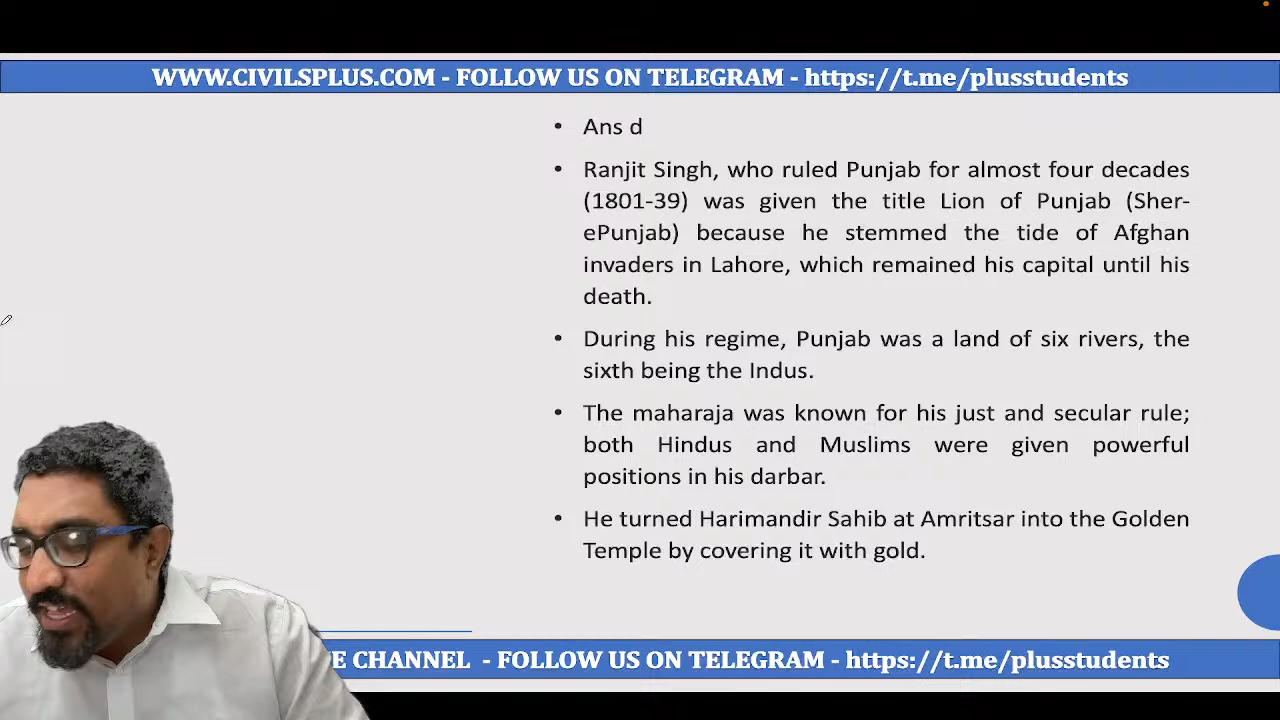 WWW.CIVILSPLUS.COM - FOLLOW US ON TELEGRAM - https://t.me/plusstudents
• Ans d
• Ranjit Singh, who ruled Punjab for almost four decades
(1801-39) was given the title Lion of Punjab (Sher-
ePunjab) because he stemmed the tide of Afghan
invaders in Lahore, which remained his capital until his
death.
• During his regime, Punjab was a land of six rivers, the
sixth being the Indus.
• The maharaja was known for his just and secular rule;
both Hindus and Muslims were given powerful
positions in his darbar.
• He turned Harimandir Sahib at Amritsar into the Golden
Temple by covering it with gold.
CHANNEL - FOLLOW US ON TELEGRAM - https://t.me/plusstudents